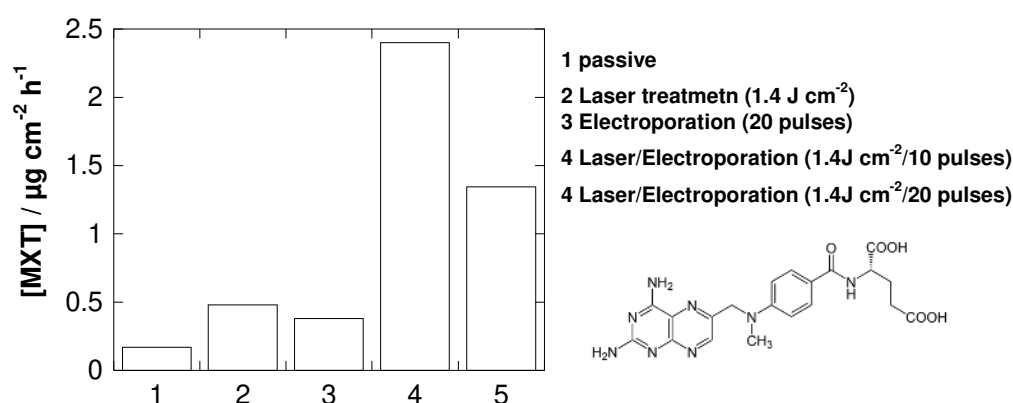 2.5
2
1.5
1
0.5
0
[MXT] / µg cm⁻² h⁻¹
1 2 3 4 5
1 passive
2 Laser treatmetn (1.4 J cm⁻²)
3 Electroporation (20 pulses)
4 Laser/Electroporation (1.4J cm⁻²/10 pulses)
4 Laser/Electroporation (1.4J cm⁻²/20 pulses)
O COOH
NH₂
N H
N N N COOH
CH₃
H₂N N N